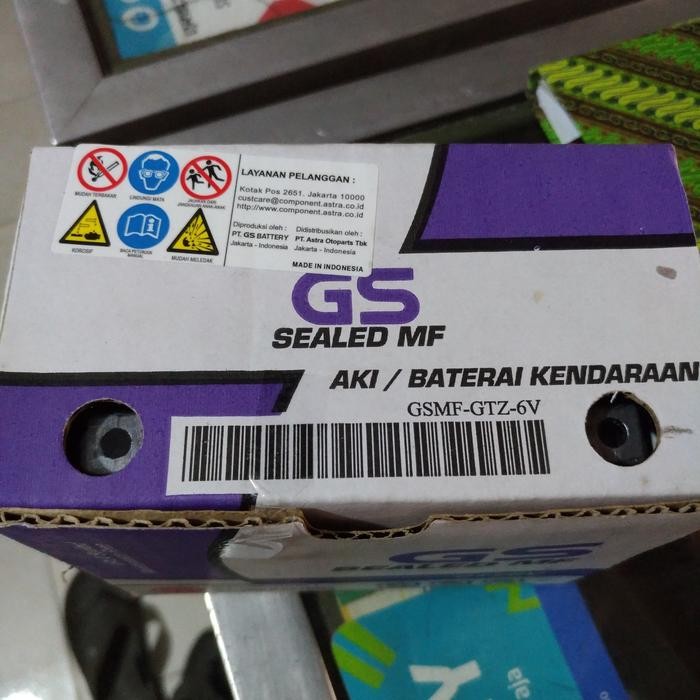 MUDAH TERBAKAR
LINDUNGI MATA
JAUHKAN DARI
JANGKAUAN ANAK-ANAK
KOROSIF
BACA PETUNJUK
MANUAL
MUDAH MELEDAK
LAYANAN PELANGGAN :
Kotak Pos 2651. Jakarta 10000
custcare@component.astra.co.id
http://www.component.astra.co.id
Diproduksi oleh : Didistribusikan oleh :
PT. GS BATTERY PT. Astra Otoparts Tbk
Jakarta - Indonesia Jakarta - Indonesia
MADE IN INDONESIA
GS
SEALED MF
AKI / BATERAI KENDARAAN
GSMF-GTZ-6V
GS
SEALED MF